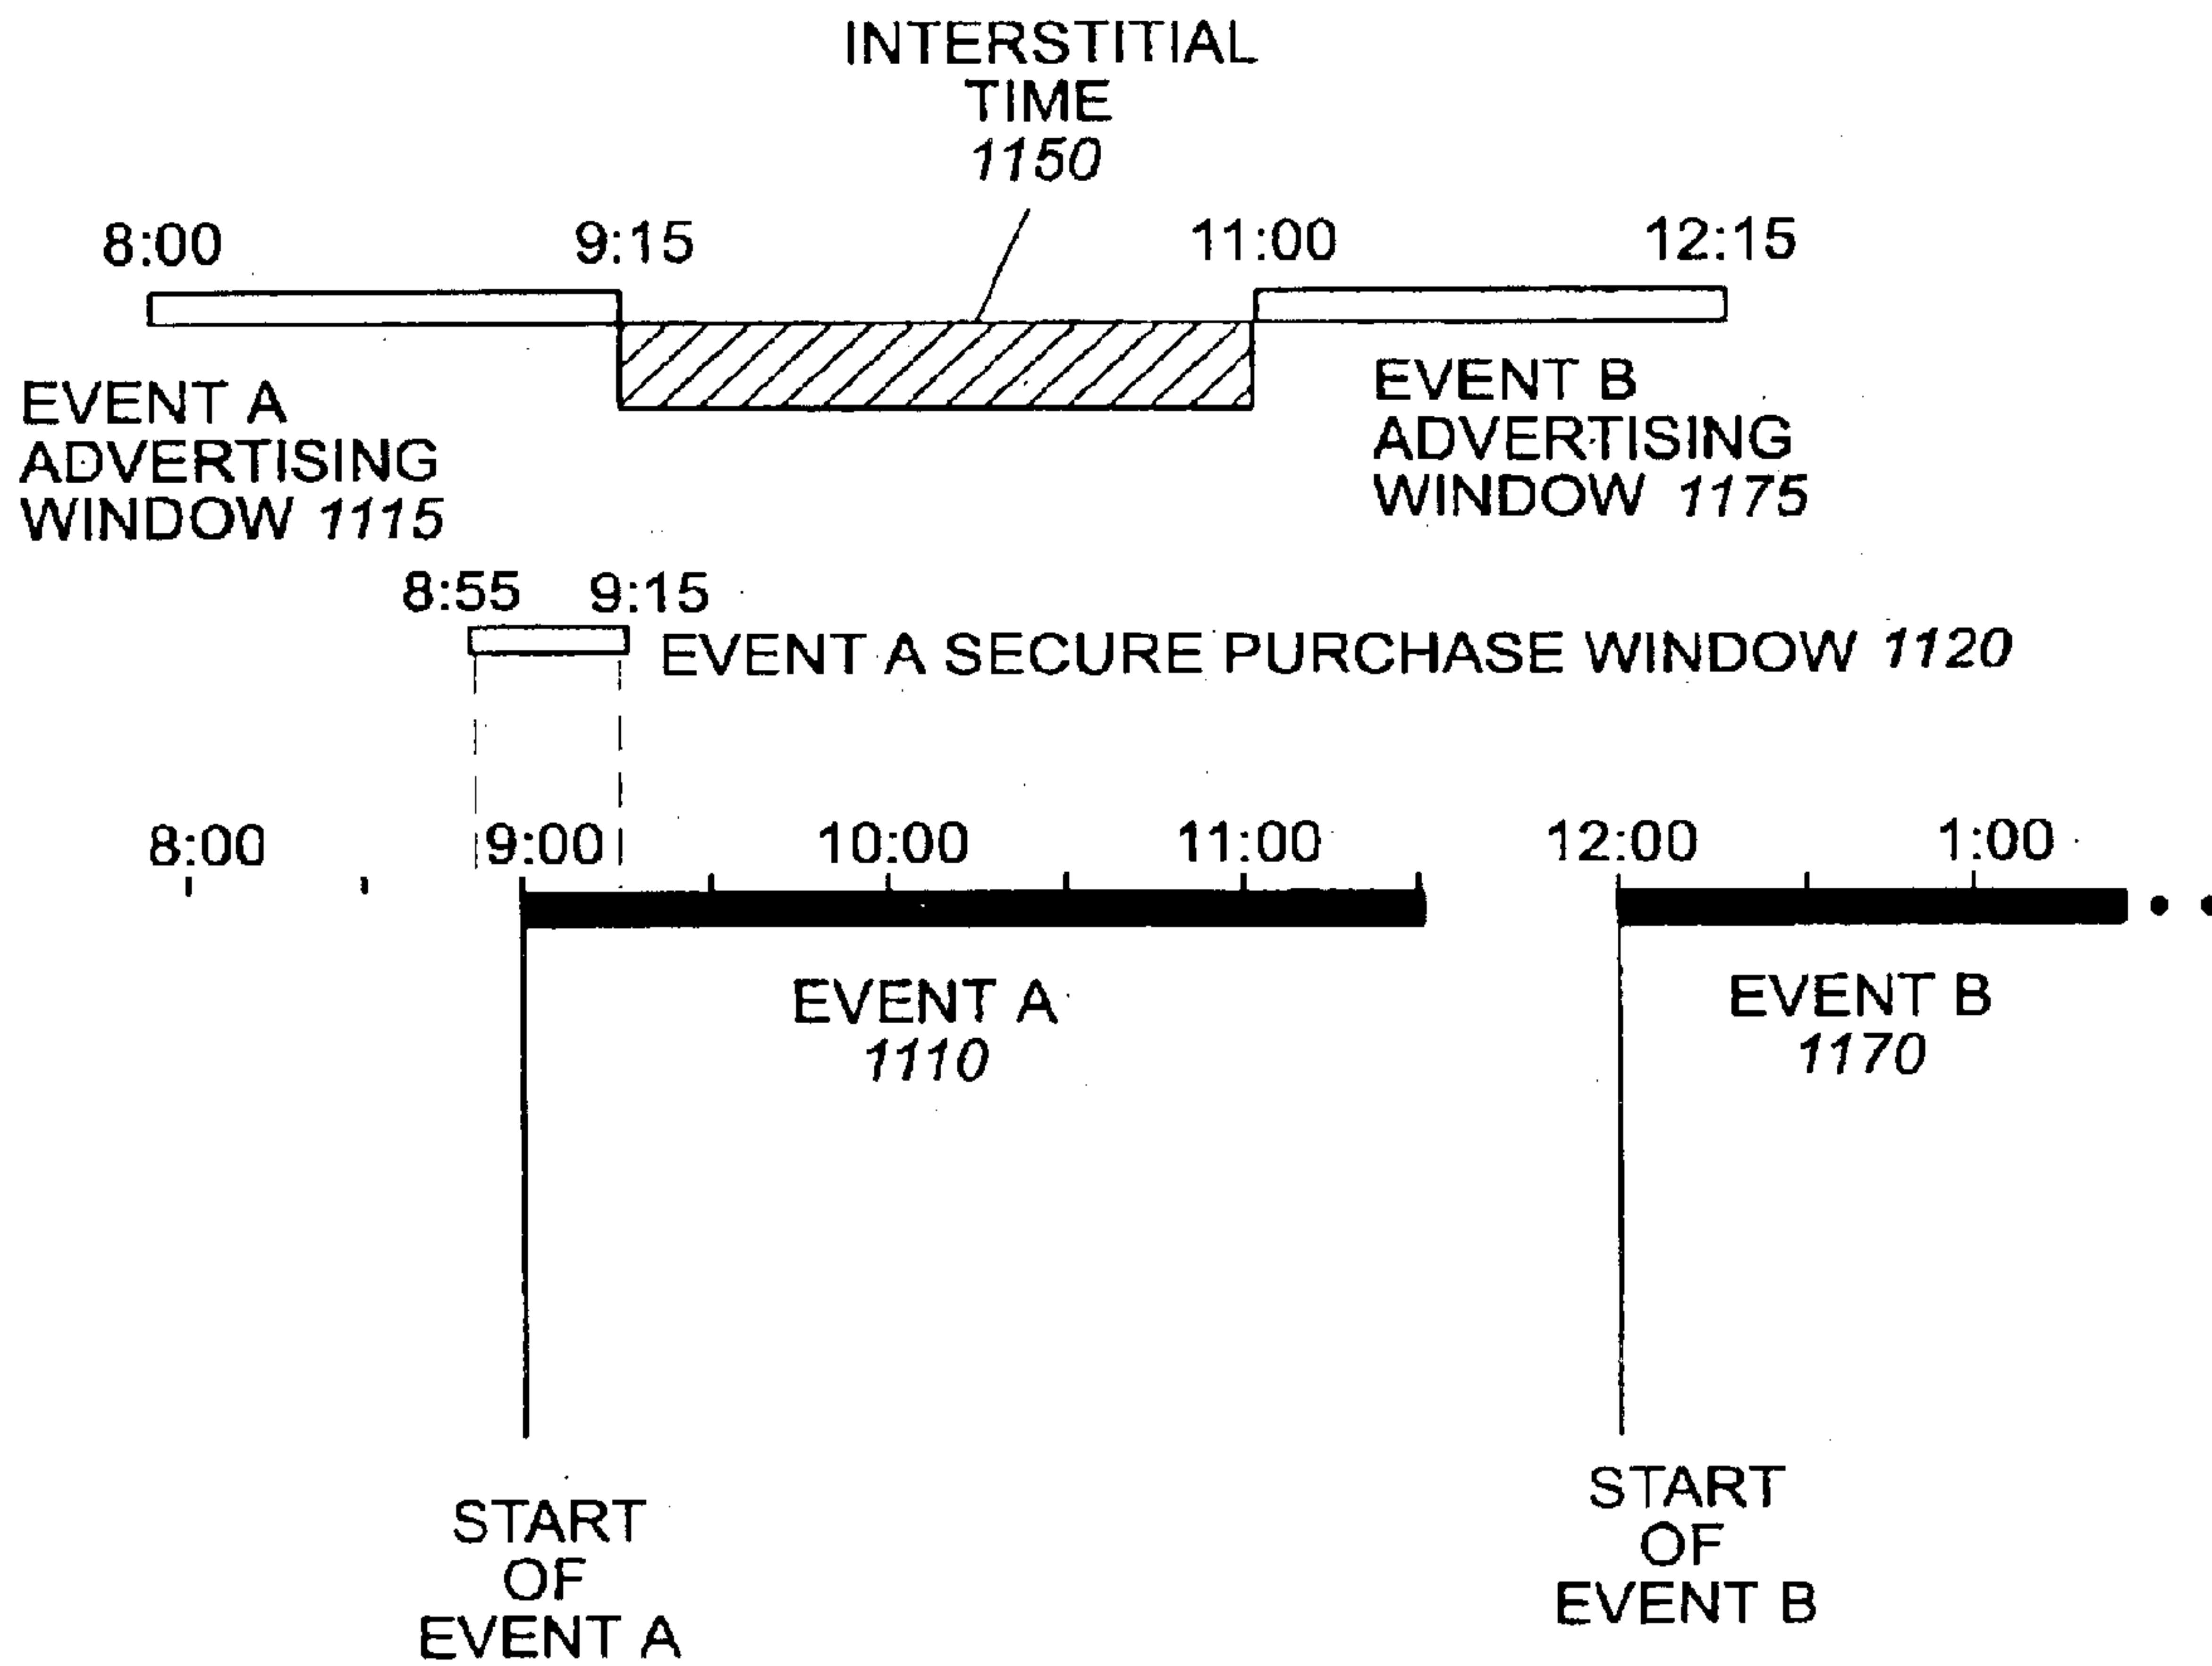 INTERSTITIAL
TIME
1150
8:00 9:15 11:00 12:15
EVENT A
ADVERTISING
WINDOW 1115
EVENT B
ADVERTISING
WINDOW 1175
8:55 9:15
EVENT A SECURE PURCHASE WINDOW 1120
8:00 9:00 10:00 11:00 12:00 1:00
EVENT A
1110
EVENT B
1170
START
OF
EVENT A
START
OF
EVENT B